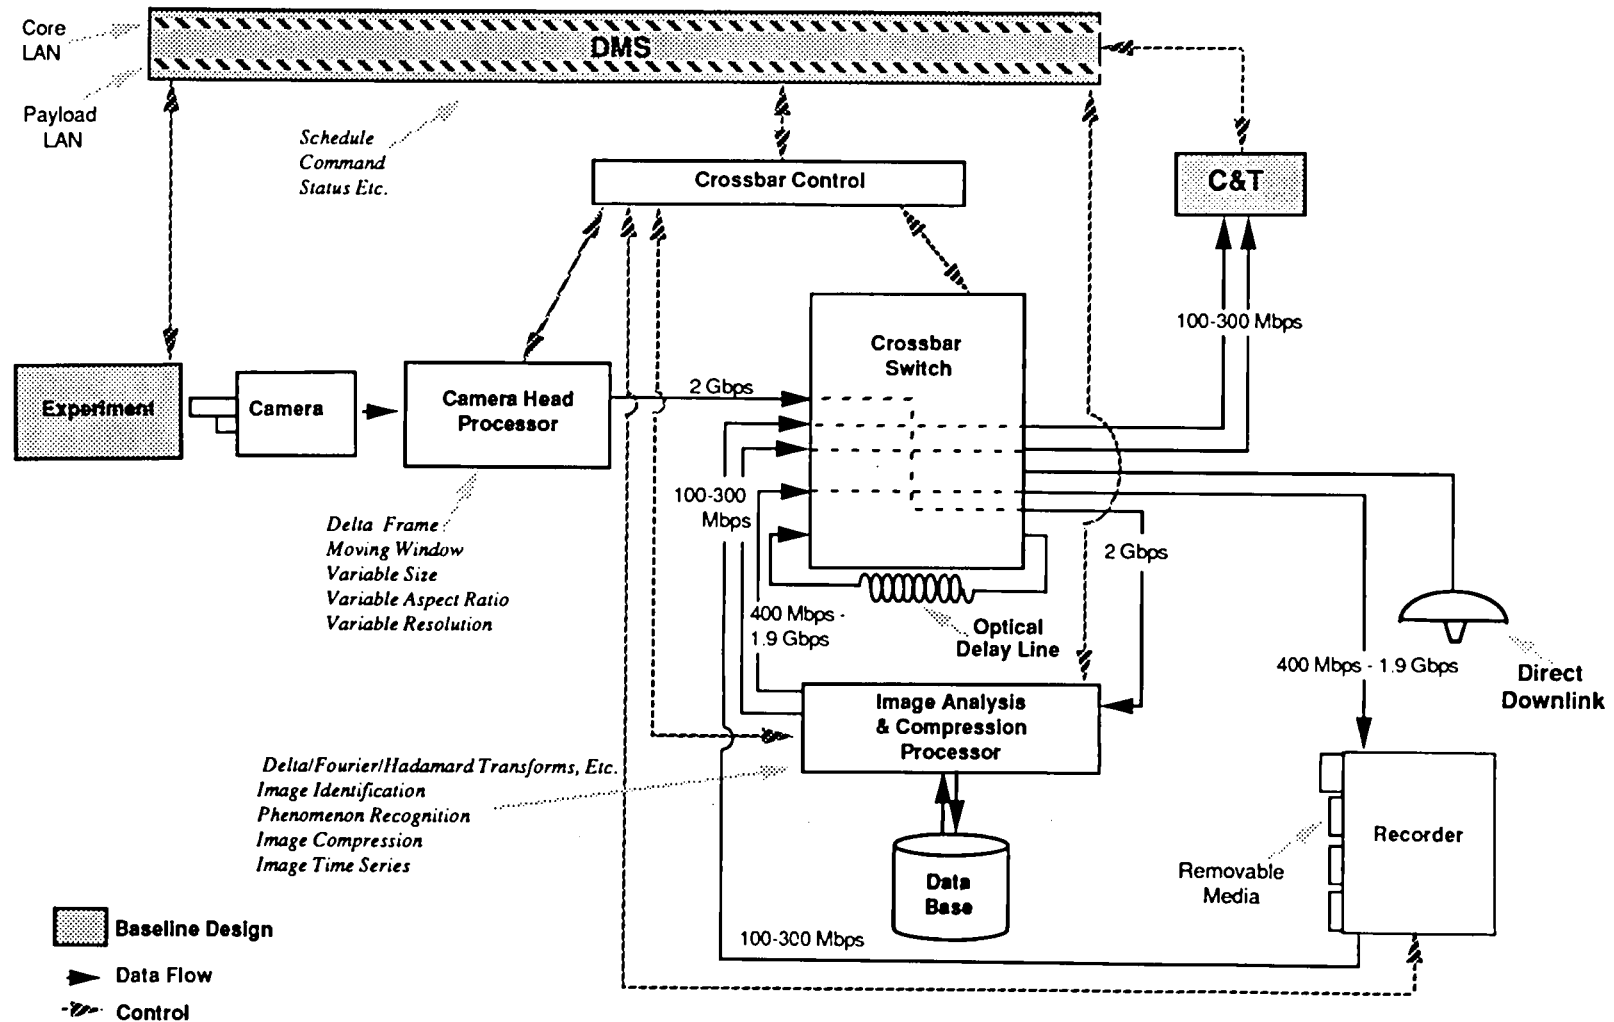 Core
LAN
DMS
Payload
LAN
Schedule
Command
Status Etc.
Crossbar Control
C&T
100-300 Mbps
Crossbar
Switch
Experiment
Camera
Camera Head
Processor
2 Gbps
100-300
Mbps
Delta Frame
Moving Window
Variable Size
Variable Aspect Ratio
Variable Resolution
2 Gbps
400 Mbps -
1.9 Gbps
Optical
Delay Line
400 Mbps - 1.9 Gbps
Direct
Downlink
Image Analysis
& Compression
Processor
Delta/Fourier/Hadamard Transforms, Etc.
Image Identification
Phenomenon Recognition
Image Compression
Image Time Series
Data
Base
Removable
Media
Recorder
100-300 Mbps
Baseline Design
Data Flow
Control